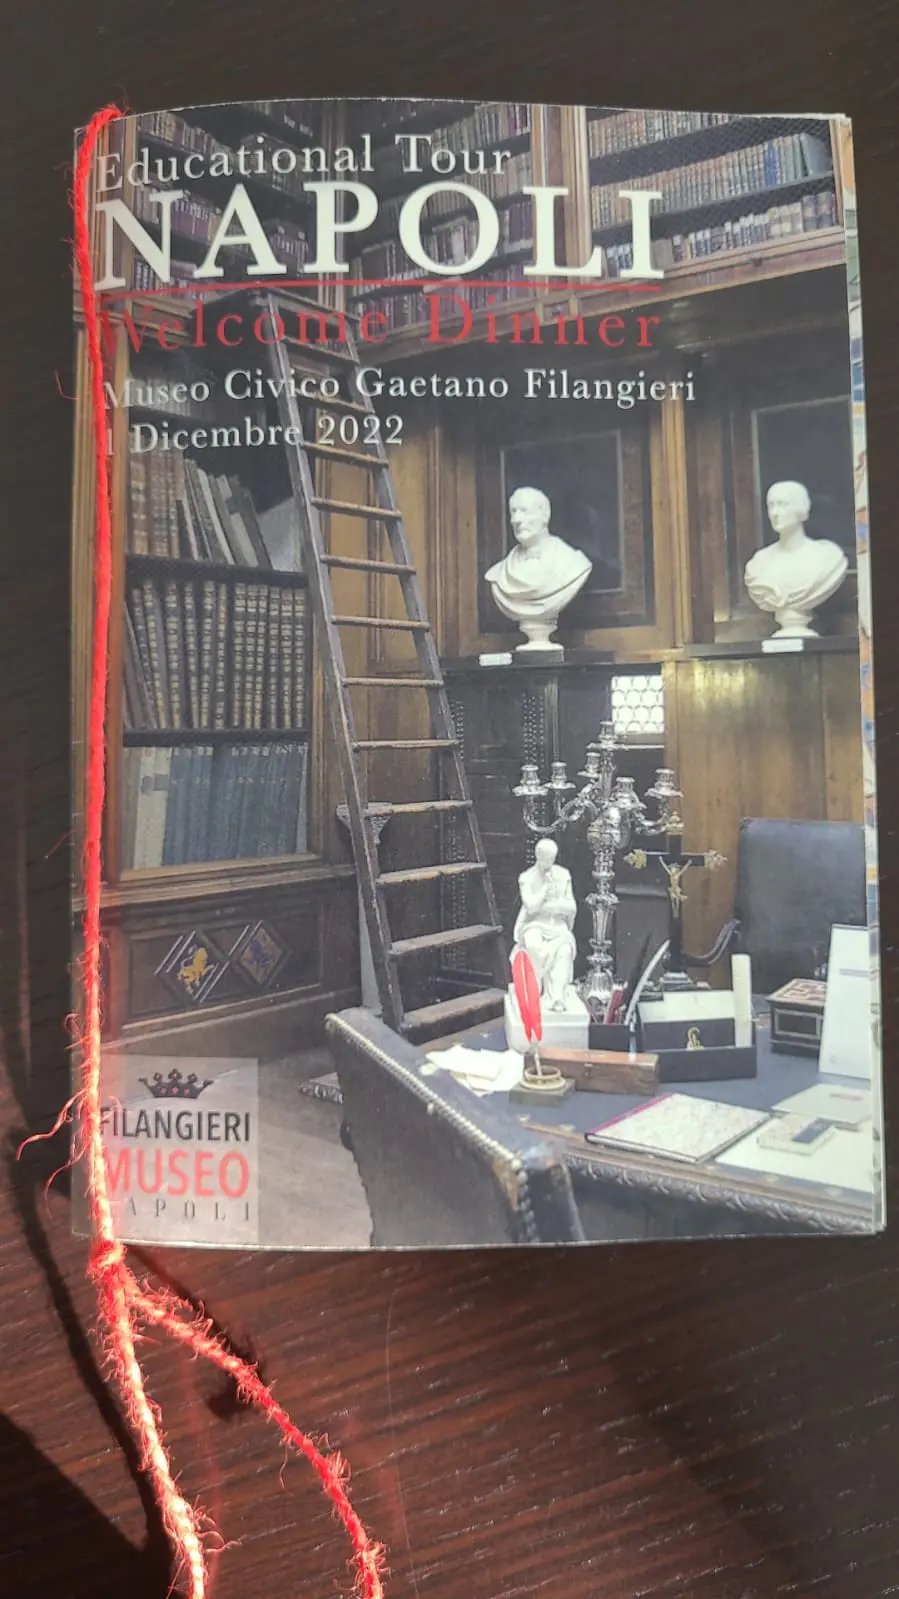 Educational Tour
NAPOLI
Welcome Dinner
Museo Civico Gaetano Filangieri
1 Dicembre 2022
FILANGIERI
MUSEO
NAPOLI